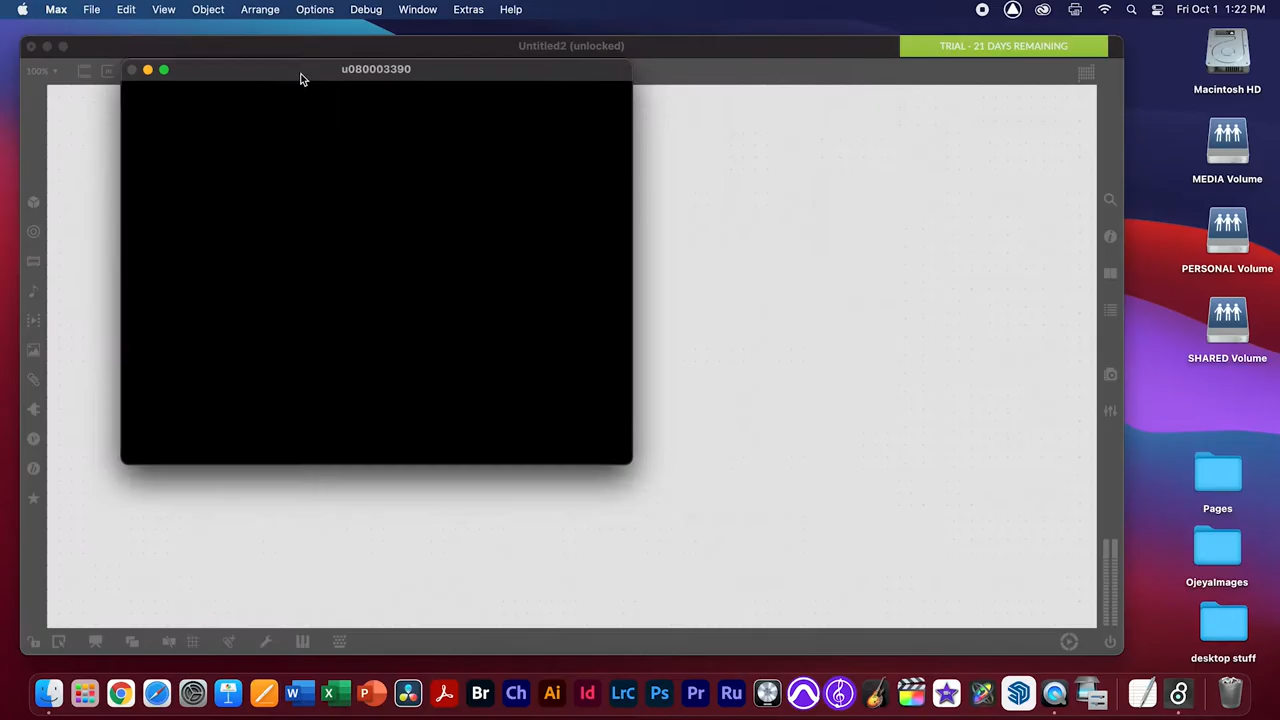 Max File Edit View Object Arrange Options Debug Window Extras Help Fri Oct 1 1:22 PM
Untitled2 (unlocked) TRIAL - 21 DAYS REMAINING
100%
u080003390
Macintosh HD
MEDIA Volume
PERSONAL Volume
SHARED Volume
Pages
OjeyaImages
desktop stuff
W X P Br Ch Ai Id LrC Ps Pr Ru